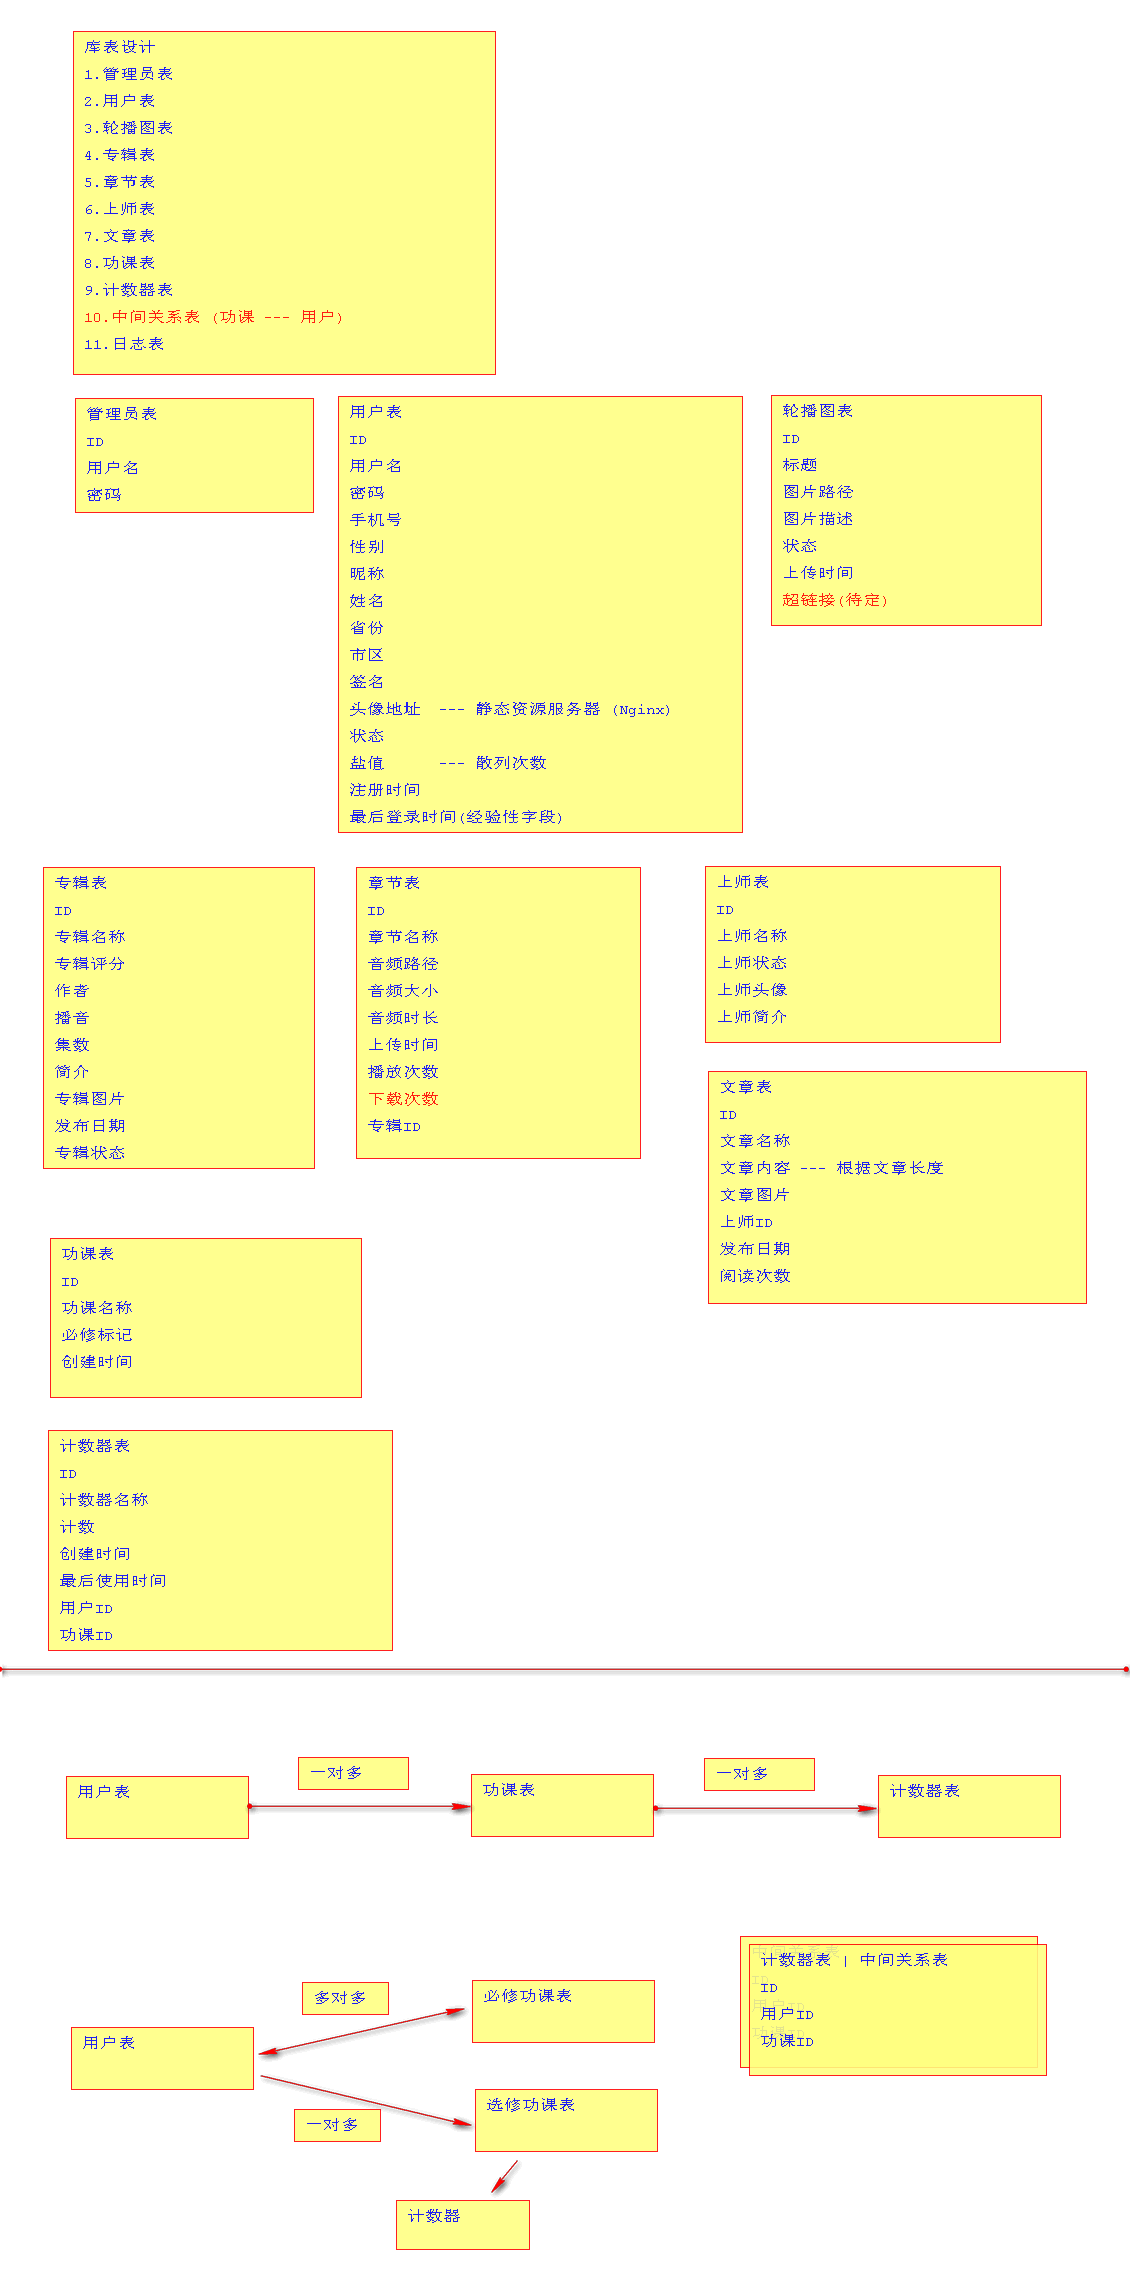 库表设计
1.管理员表
2.用户表
3.轮播图表
4.专辑表
5.章节表
6.上师表
7.文章表
8.功课表
9.计数器表
10.中间关系表 (功课 --- 用户)
11.日志表
管理员表
ID
用户名
密码
用户表
ID
用户名
密码
手机号
性别
昵称
姓名
省份
市区
签名
头像地址 --- 静态资源服务器 (Nginx)
状态
盐值 --- 散列次数
注册时间
最后登录时间(经验性字段)
轮播图表
ID
标题
图片路径
图片描述
状态
上传时间
超链接(待定)
专辑表
ID
专辑名称
专辑评分
作者
播音
集数
简介
专辑图片
发布日期
专辑状态
章节表
ID
章节名称
音频路径
音频大小
音频时长
上传时间
播放次数
下载次数
专辑ID
上师表
ID
上师名称
上师状态
上师头像
上师简介
文章表
ID
文章名称
文章内容 --- 根据文章长度
文章图片
上师ID
发布日期
阅读次数
功课表
ID
功课名称
必修标记
创建时间
计数器表
ID
计数器名称
计数
创建时间
最后使用时间
用户ID
功课ID
用户表
一对多
功课表
一对多
计数器表
用户表
多对多
必修功课表
一对多
选修功课表
计数器
计数器表 | 中间关系表
ID
用户ID
功课ID